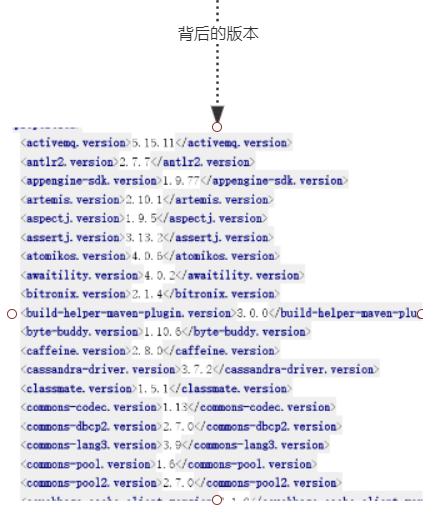 背后的版本
<activemq.version>5.15.11</activemq.version>
<antlr2.version>2.7.7</antlr2.version>
<appengine-sdk.version>1.9.77</appengine-sdk.version>
<artemis.version>2.10.1</artemis.version>
<aspectj.version>1.9.5</aspectj.version>
<assertj.version>3.13.2</assertj.version>
<atomikos.version>4.0.6</atomikos.version>
<awaitility.version>4.0.2</awaitility.version>
<bitronix.version>2.1.4</bitronix.version>
<build-helper-maven-plugin.version>3.0.0</build-helper-maven-plu
<byte-buddy.version>1.10.6</byte-buddy.version>
<caffeine.version>2.8.0</caffeine.version>
<cassandra-driver.version>3.7.2</cassandra-driver.version>
<classmate.version>1.5.1</classmate.version>
<commons-codec.version>1.13</commons-codec.version>
<commons-dbcp2.version>2.7.0</commons-dbcp2.version>
<commons-lang3.version>3.9</commons-lang3.version>
<commons-pool.version>1.6</commons-pool.version>
<commons-pool2.version>2.7.0</commons-pool2.version>